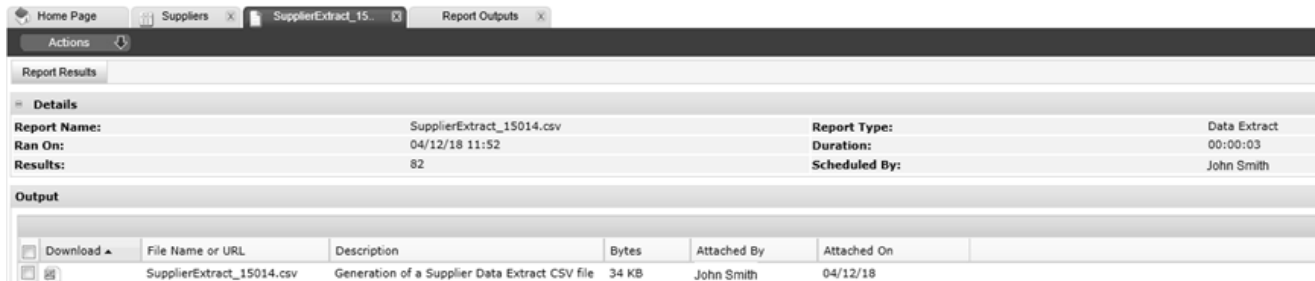 Home Page Suppliers X SupplierExtract_15.. X Report Outputs X
Actions
Report Results
Details
Report Name: SupplierExtract_15014.csv Report Type: Data Extract
Ran On: 04/12/18 11:52 Duration: 00:00:03
Results: 82 Scheduled By: John Smith
Output
Download File Name or URL Description Bytes Attached By Attached On
SupplierExtract_15014.csv Generation of a Supplier Data Extract CSV file 34 KB John Smith 04/12/18